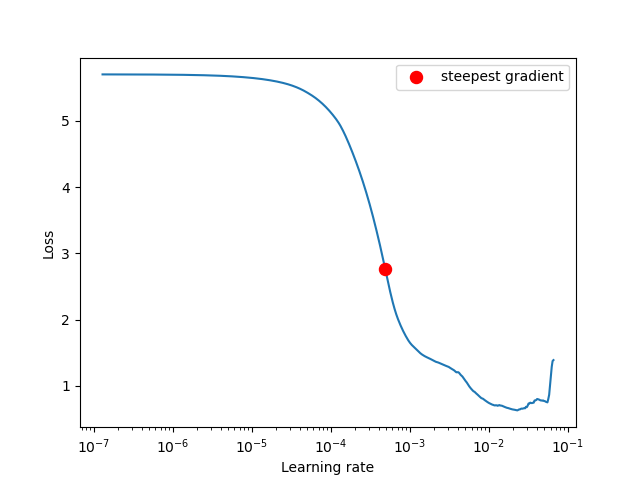 steepest gradient
5
4
3
2
1
Loss
10⁻⁷ 10⁻⁶ 10⁻⁵ 10⁻⁴ 10⁻³ 10⁻² 10⁻¹
Learning rate